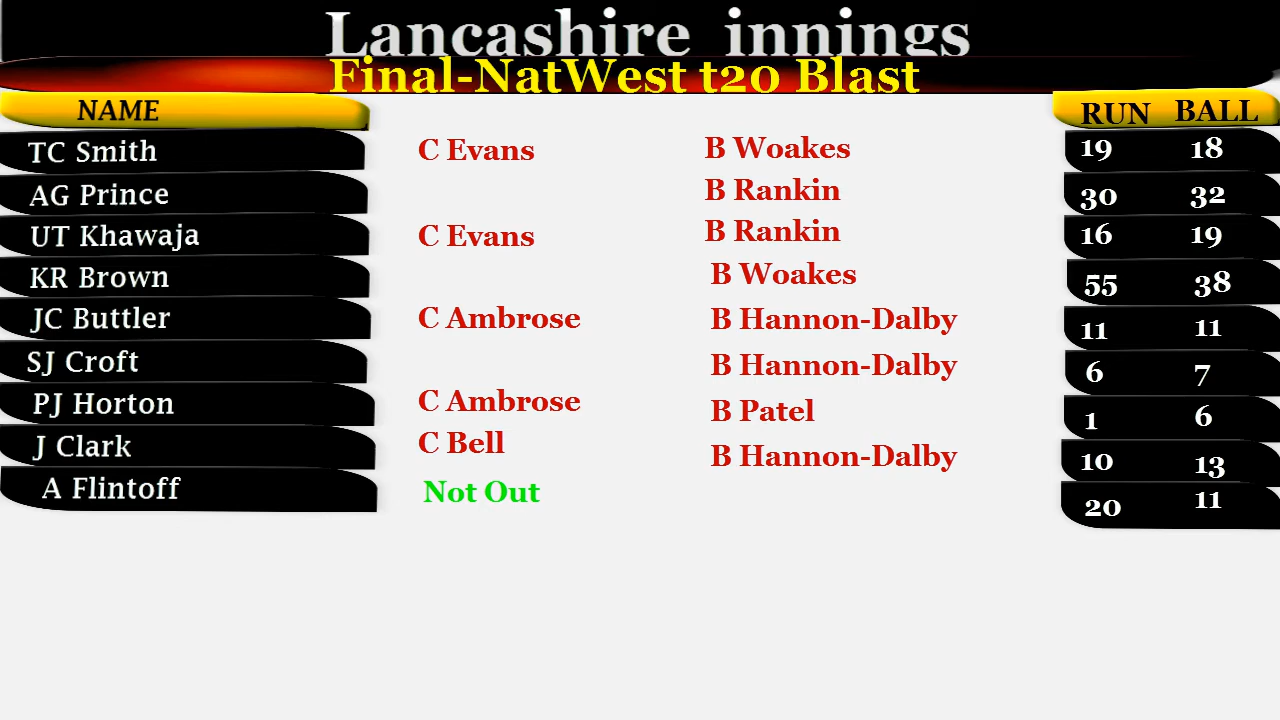 Lancashire innings
Final-NatWest t20 Blast
NAME RUN BALL
TC Smith C Evans B Woakes 19 18
AG Prince B Rankin 30 32
UT Khawaja C Evans B Rankin 16 19
KR Brown B Woakes 55 38
JC Buttler C Ambrose B Hannon-Dalby 11 11
SJ Croft B Hannon-Dalby 6 7
PJ Horton C Ambrose B Patel 1 6
J Clark C Bell B Hannon-Dalby 10 13
A Flintoff Not Out 20 11